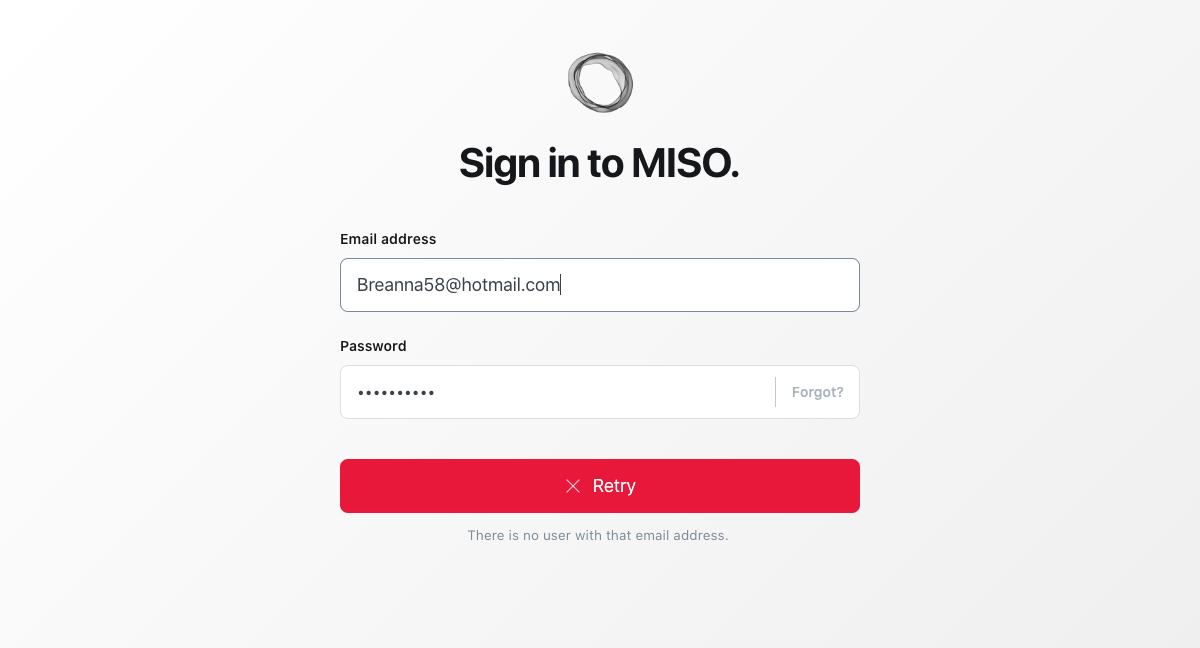 Sign in to MISO.
Email address
Breanna58@hotmail.com
Password
••••••••••
Forgot?
Retry
There is no user with that email address.